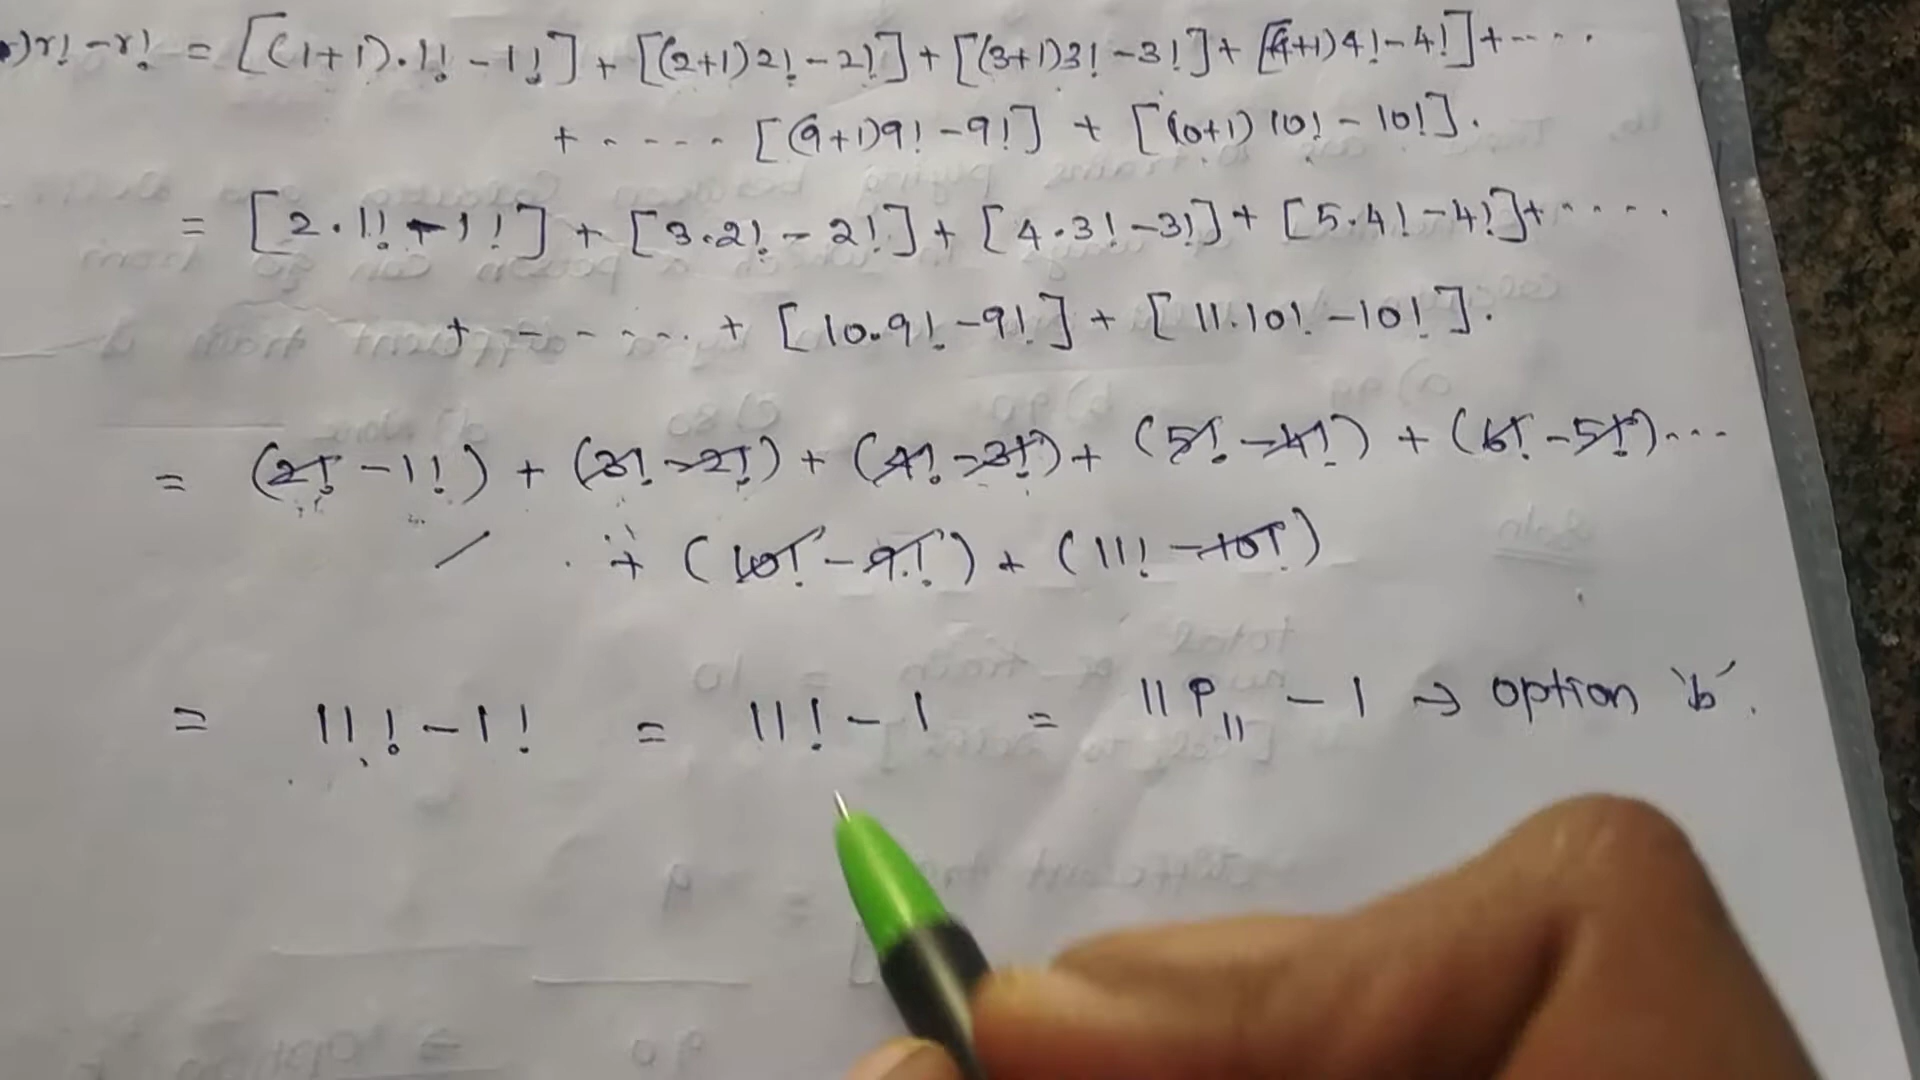 )r! - r! = [(1+1).1! - 1!] + [(2+1)2! - 2!] + [(3+1)3! - 3!] + [(4+1)4! - 4!] + ....
+ ..... [(9+1)9! - 9!] + [(10+1)10! - 10!].
= [2.1! - 1!] + [3.2! - 2!] + [4.3! - 3!] + [5.4! - 4!] + .....
+ ...... + [10.9! - 9!] + [11.10! - 10!].
= (2! - 1!) + (3! - 2!) + (4! - 3!) + (5! - 4!) + (6! - 5!)...
+ (10! - 9!) + (11! - 10!)
= 11! - 1! = 11! - 1 = 11P₁₁ - 1 → option 'b'.